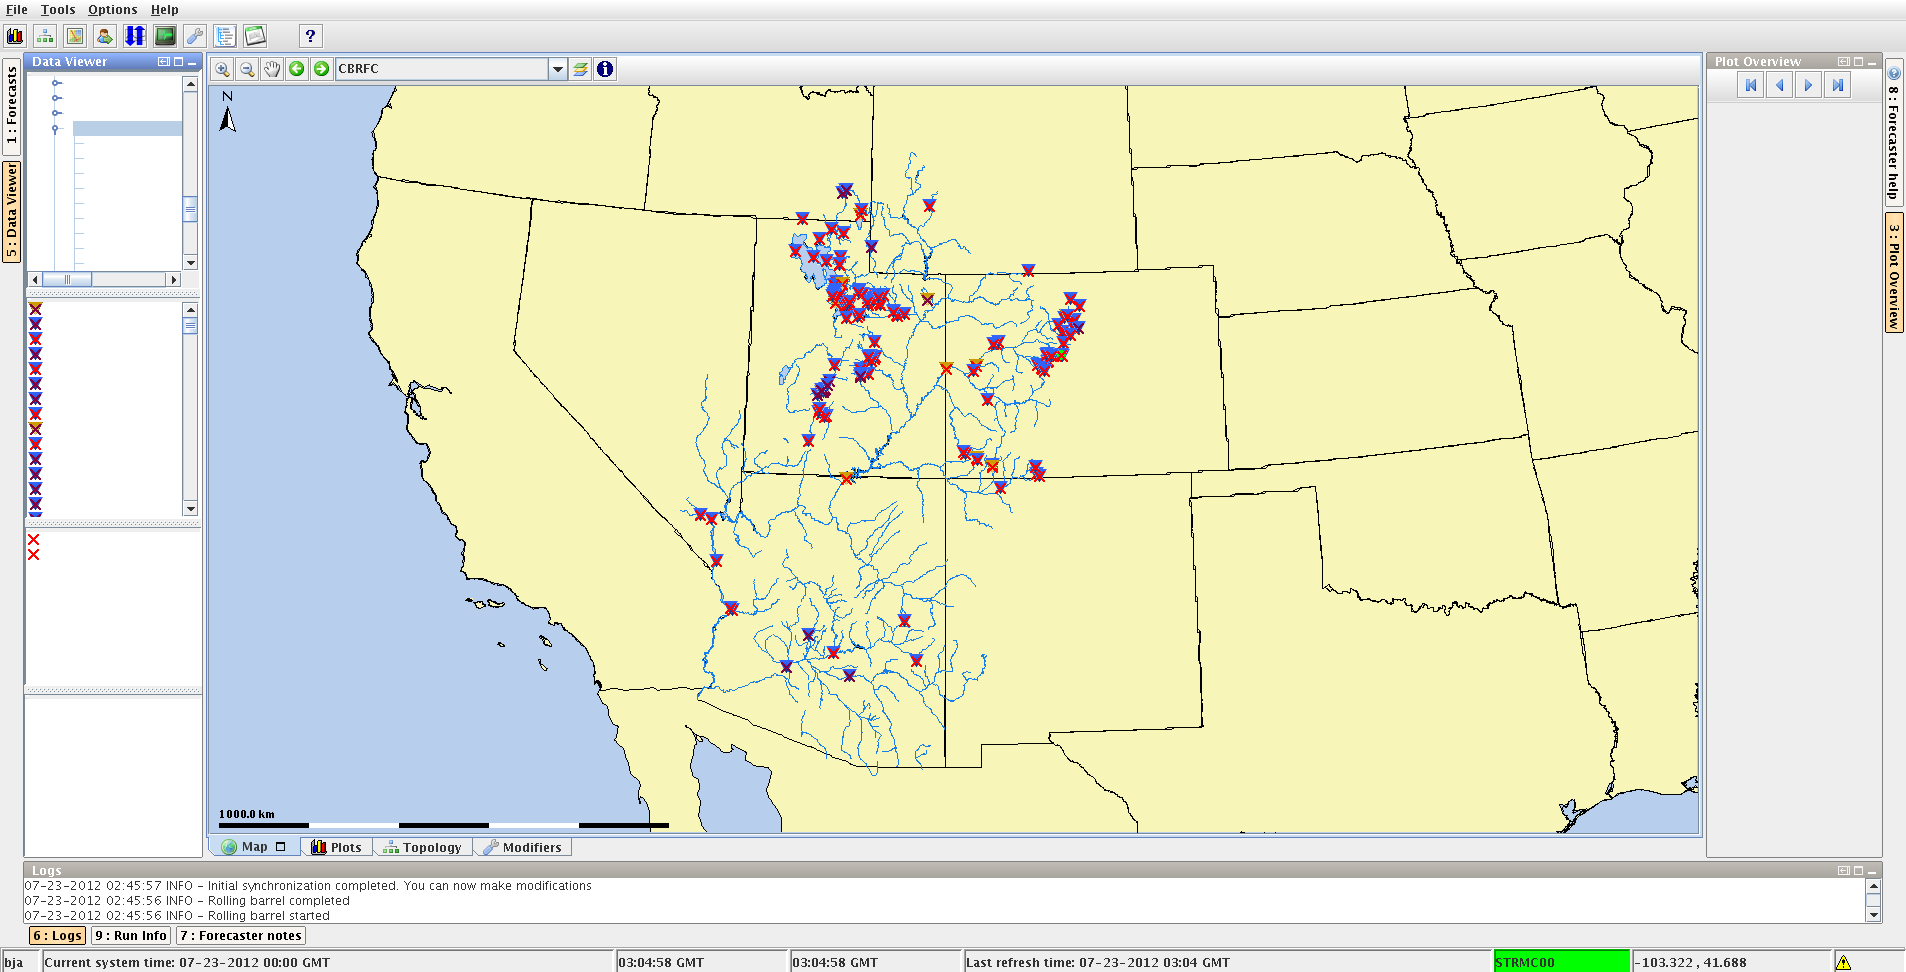 File Tools Options Help
?
Data Viewer
CBRFC
Plot Overview
1 : Forecasts
5 : Data Viewer
8 : Forecaster help
3 : Plot Overview
N
1000.0 km
Map Plots Topology Modifiers
Logs
07-23-2012 02:45:57 INFO - Initial synchronization completed. You can now make modifications
07-23-2012 02:45:56 INFO - Rolling barrel completed
07-23-2012 02:45:56 INFO - Rolling barrel started
6 : Logs 9 : Run Info 7 : Forecaster notes
bja Current system time: 07-23-2012 00:00 GMT 03:04:58 GMT 03:04:58 GMT Last refresh time: 07-23-2012 03:04 GMT STRMC00 -103.322 , 41.688